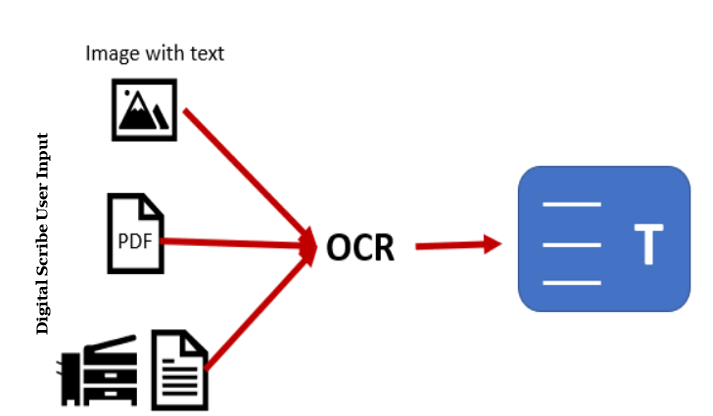 Image with text
Digital Scribe User Input
PDF
OCR
T